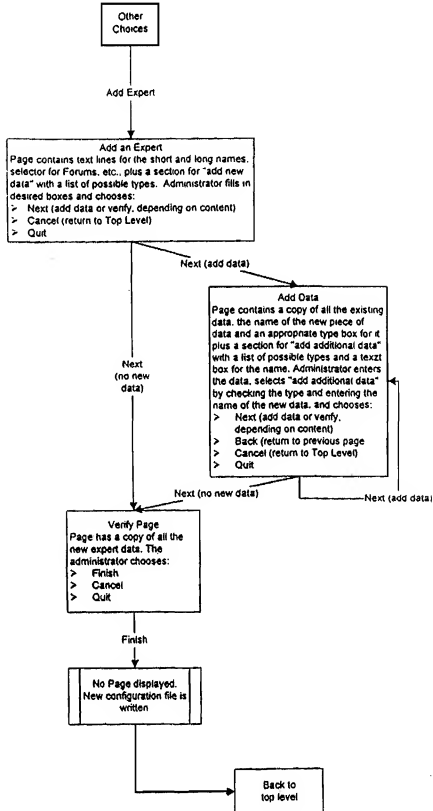 Other
Choices
Add Expert
Add an Expert
Page contains text lines for the short and long names,
selector for Forums, etc., plus a section for "add new
data" with a list of possible types. Administrator fills in
desired boxes and chooses:
> Next (add data or verify, depending on content)
> Cancel (return to Top Level)
> Quit
Next (add data)
Add Data
Page contains a copy of all the existing
data, the name of the new piece of
data and an appropriate type box for it
plus a section for "add additional data"
with a list of possible types and a texzt
box for the name. Administrator enters
the data, selects "add additional data"
by checking the type and entering the
name of the new data, and chooses:
> Next (add data or verify,
depending on content)
> Back (return to previous page
> Cancel (return to Top Level)
> Quit
Next
(no new
data)
Next (no new data)
Next (add data)
Verify Page
Page has a copy of all the
new expert data. The
administrator chooses:
> Finish
> Cancel
> Quit
Finish
No Page displayed.
New configuration file is
written
Back to
top level